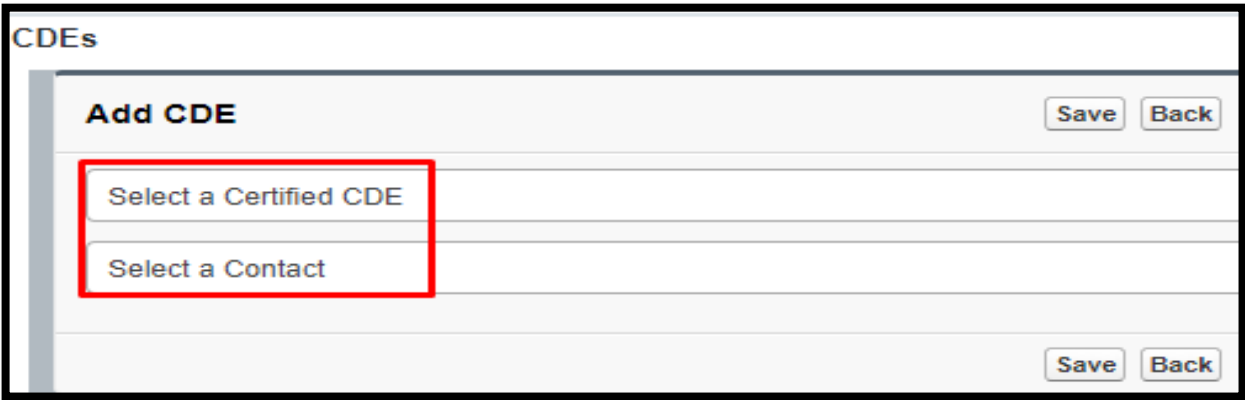 CDEs
Add CDE Save Back
Select a Certified CDE
Select a Contact
Save Back